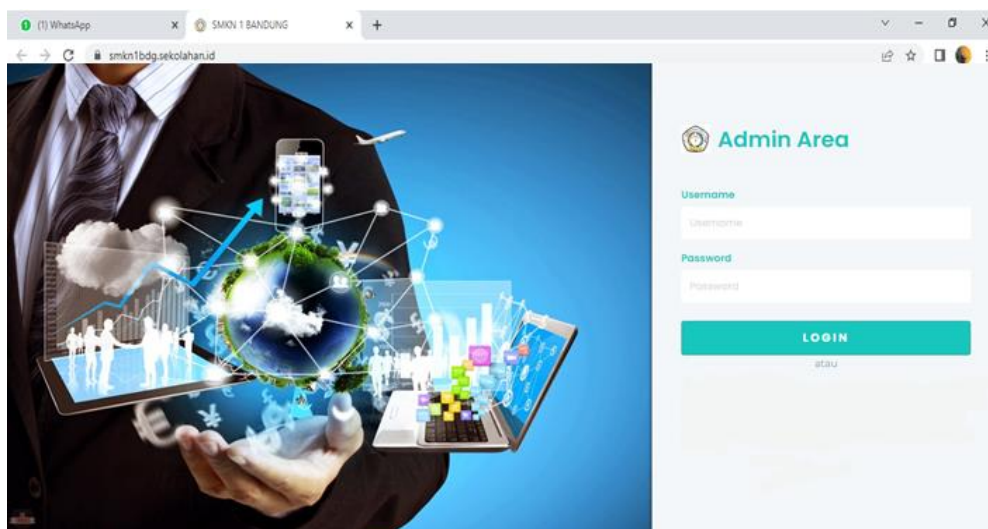 (1) WhatsApp
SMKN 1 BANDUNG
smkn1bdg.sekolahan.id
Admin Area
Username
Username
Password
Password
LOGIN
atau